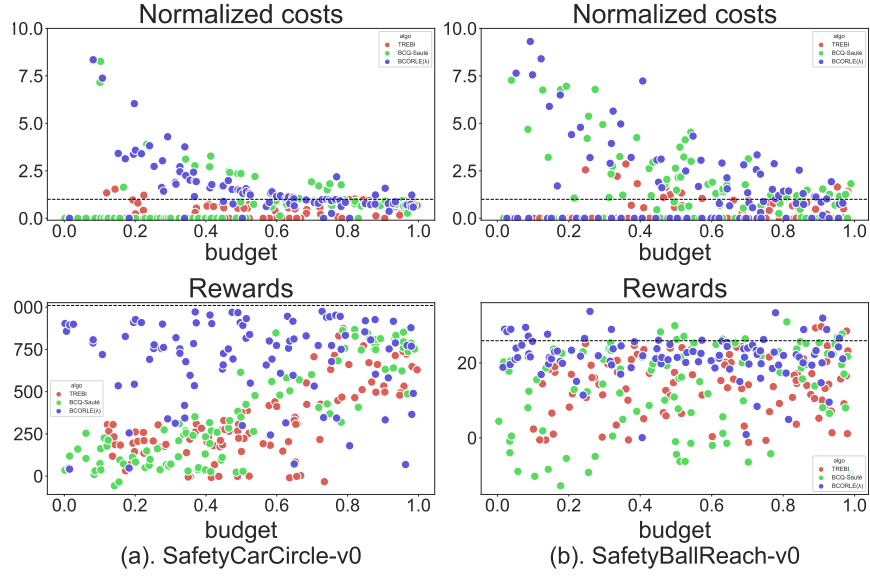 Normalized costs
10.0
7.5
5.0
2.5
0.0
algo
TREBI
BCQ-Sauté
BCORLE(λ)
0.0 0.2 0.4 0.6 0.8 1.0
budget
Normalized costs
10.0
7.5
5.0
2.5
0.0
algo
TREBI
BCQ-Sauté
BCORLE(λ)
0.0 0.2 0.4 0.6 0.8 1.0
budget
Rewards
000
750
500
250
0
algo
TREBI
BCQ-Sauté
BCORLE(λ)
0.0 0.2 0.4 0.6 0.8 1.0
budget
(a). SafetyCarCircle-v0
Rewards
20
0
algo
TREBI
BCQ-Sauté
BCORLE(λ)
0.0 0.2 0.4 0.6 0.8 1.0
budget
(b). SafetyBallReach-v0